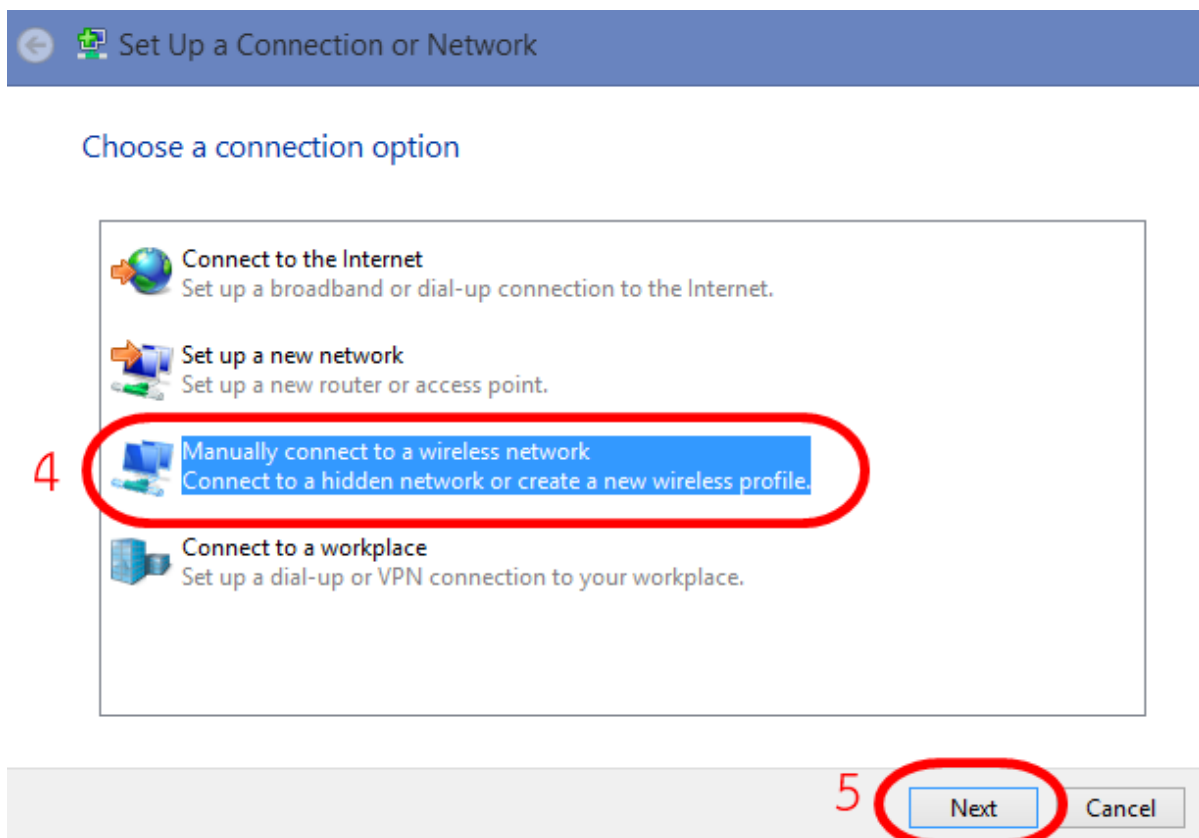 Set Up a Connection or Network
Choose a connection option
Connect to the Internet
Set up a broadband or dial-up connection to the Internet.
Set up a new network
Set up a new router or access point.
4
Manually connect to a wireless network
Connect to a hidden network or create a new wireless profile.
Connect to a workplace
Set up a dial-up or VPN connection to your workplace.
5
Next
Cancel